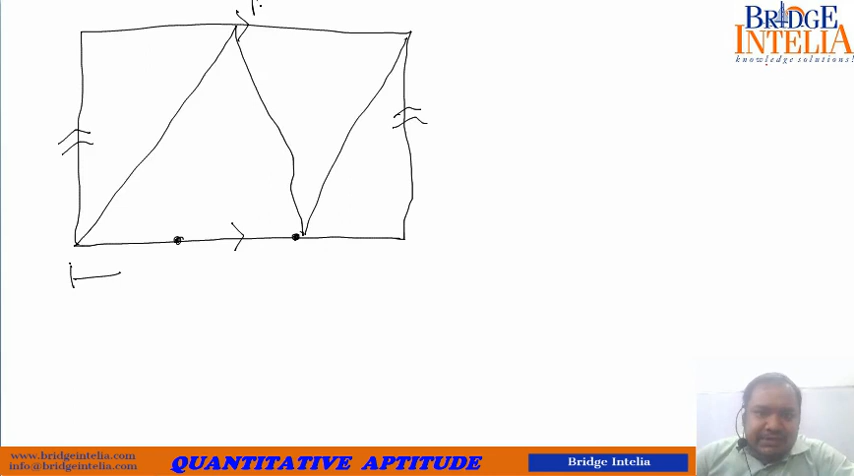 BRIDGE
INTELIA
knowledge solutions!
www.bridgeintelia.com
info@bridgeintelia.com
QUANTITATIVE APTITUDE
Bridge Intelia